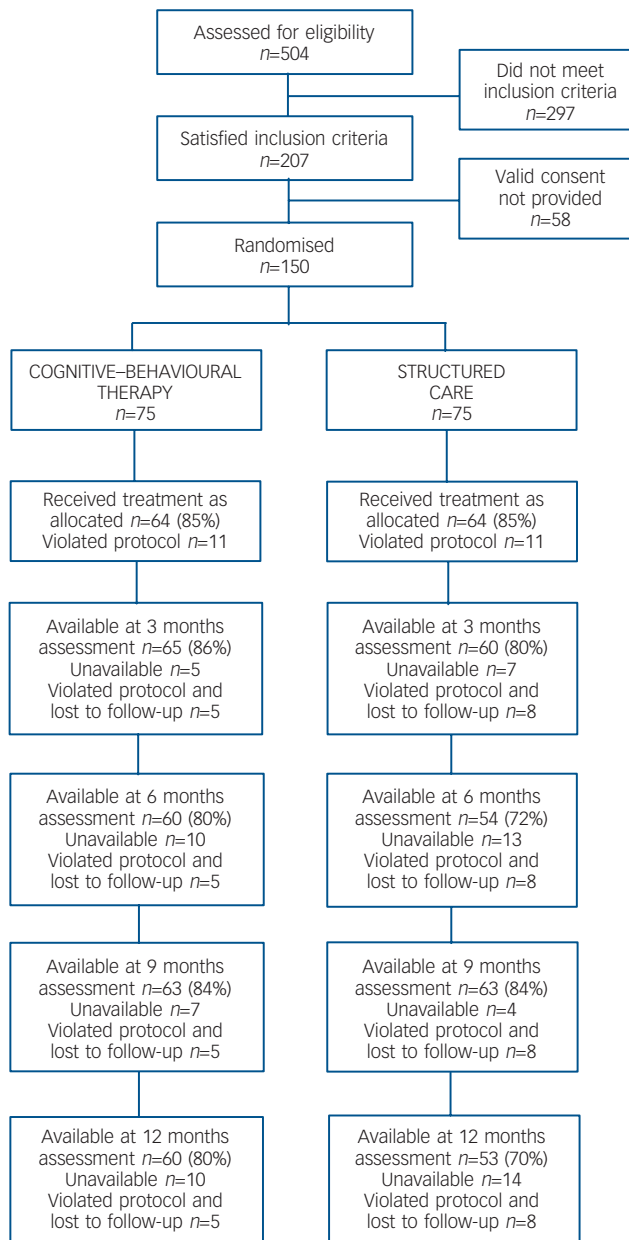 Assessed for eligibility
n=504
Did not meet
inclusion criteria
n=297
Satisfied inclusion criteria
n=207
Valid consent
not provided
n=58
Randomised
n=150
COGNITIVE–BEHAVIOURAL
THERAPY
n=75
STRUCTURED
CARE
n=75
Received treatment as
allocated n=64 (85%)
Violated protocol n=11
Received treatment as
allocated n=64 (85%)
Violated protocol n=11
Available at 3 months
assessment n=65 (86%)
Unavailable n=5
Violated protocol and
lost to follow-up n=5
Available at 3 months
assessment n=60 (80%)
Unavailable n=7
Violated protocol and
lost to follow-up n=8
Available at 6 months
assessment n=60 (80%)
Unavailable n=10
Violated protocol and
lost to follow-up n=5
Available at 6 months
assessment n=54 (72%)
Unavailable n=13
Violated protocol and
lost to follow-up n=8
Available at 9 months
assessment n=63 (84%)
Unavailable n=7
Violated protocol and
lost to follow-up n=5
Available at 9 months
assessment n=63 (84%)
Unavailable n=4
Violated protocol and
lost to follow-up n=8
Available at 12 months
assessment n=60 (80%)
Unavailable n=10
Violated protocol and
lost to follow-up n=5
Available at 12 months
assessment n=53 (70%)
Unavailable n=14
Violated protocol and
lost to follow-up n=8